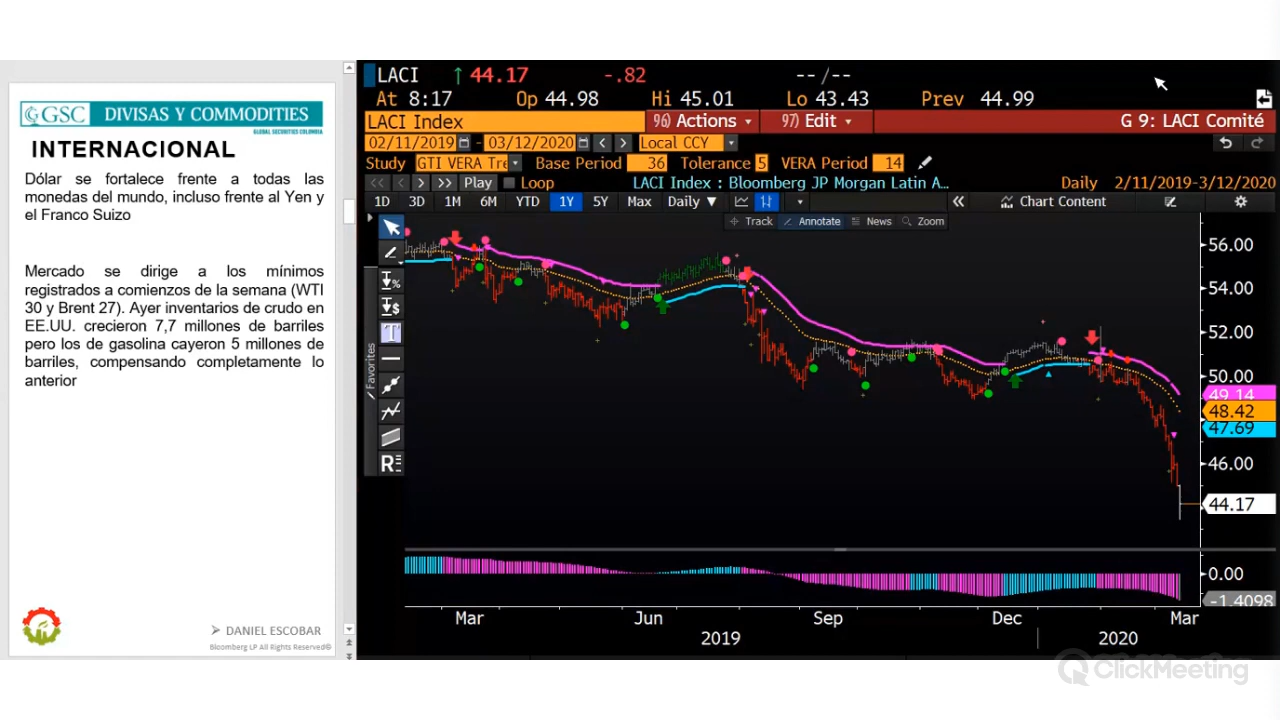 GSC DIVISAS Y COMMODITIES
GLOBAL SECURITIES COLOMBIA
INTERNACIONAL
Dólar se fortalece frente a todas las
monedas del mundo, incluso frente al Yen y
el Franco Suizo
Mercado se dirige a los mínimos
registrados a comienzos de la semana (WTI
30 y Brent 27). Ayer inventarios de crudo en
EE.UU. crecieron 7,7 millones de barriles
pero los de gasolina cayeron 5 millones de
barriles, compensando completamente lo
anterior
DANIEL ESCOBAR
Bloomberg LP All Rights Reserved®
LACI ↑ 44.17 -.82 -- /--
At 8:17 Op 44.98 Hi 45.01 Lo 43.43 Prev 44.99
LACI Index 96) Actions 97) Edit G 9: LACI Comité
02/11/2019 - 03/12/2020 Local CCY
Study GTI VERA Tre Base Period 36 Tolerance 5 VERA Period 14
<< < > >> Play Loop LACI Index : Bloomberg JP Morgan Latin A... Daily 2/11/2019-3/12/2020
1D 3D 1M 6M YTD 1Y 5Y Max Daily ▼ « Chart Content
Track Annotate News Zoom
Favorites
%
$
T
R
56.00
54.00
52.00
50.00
49.14
48.42
47.69
46.00
44.17
0.00
-1.4098
Mar Jun Sep Dec Mar
2019 2020
ClickMeeting